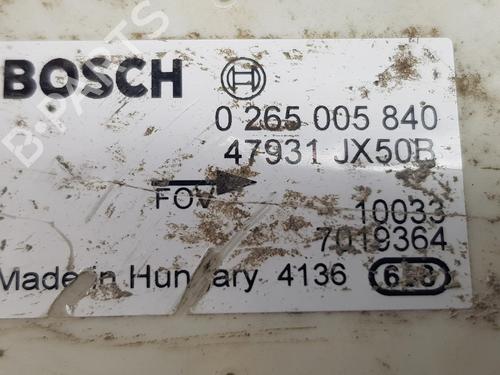 B-PARTS
BOSCH
0 265 005 840
47931 JX50B
FOV
10033
7019364
Made in Hungary 4136